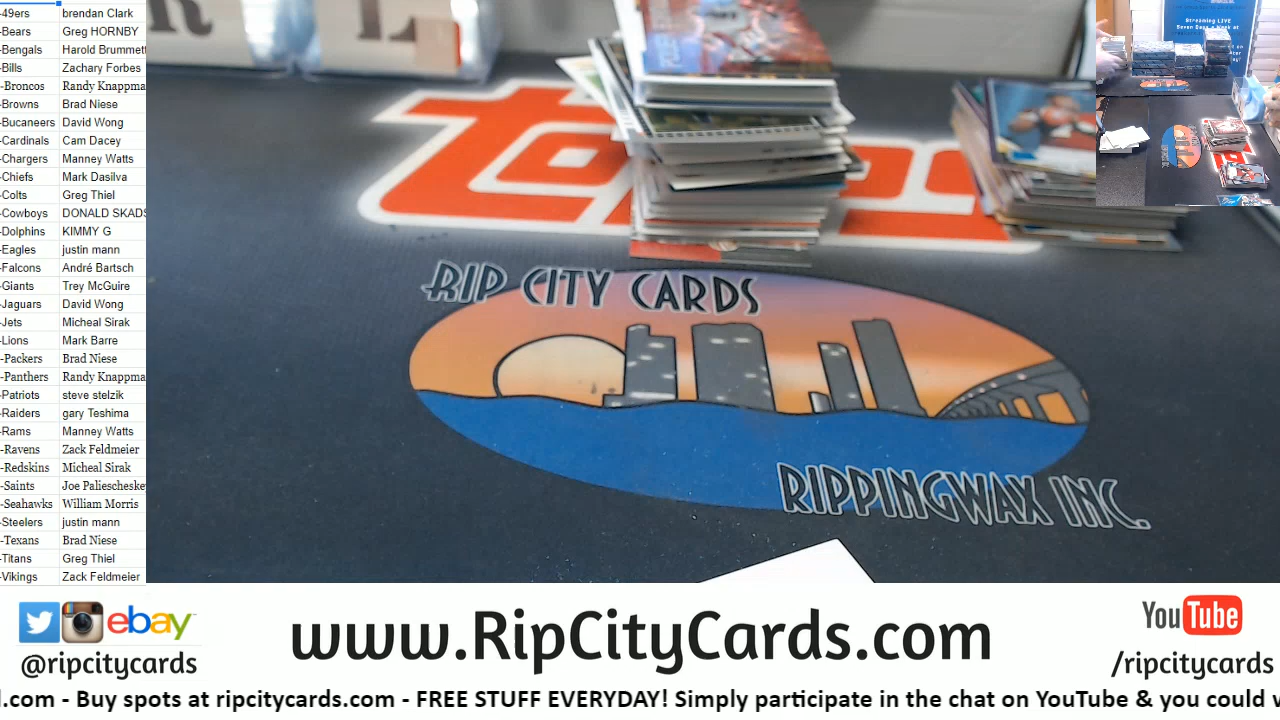 -49ers brendan Clark
-Bears Greg HORNBY
-Bengals Harold Brummett
-Bills Zachary Forbes
-Broncos Randy Knappma
-Browns Brad Niese
-Bucaneers David Wong
-Cardinals Cam Dacey
-Chargers Manney Watts
-Chiefs Mark Dasilva
-Colts Greg Thiel
-Cowboys DONALD SKADS
-Dolphins KIMMY G
-Eagles justin mann
-Falcons André Bartsch
-Giants Trey McGuire
-Jaguars David Wong
-Jets Micheal Sirak
-Lions Mark Barre
-Packers Brad Niese
-Panthers Randy Knappma
-Patriots steve stelzik
-Raiders gary Teshima
-Rams Manney Watts
-Ravens Zack Feldmeier
-Redskins Micheal Sirak
-Saints Joe Paliescheske
-Seahawks William Morris
-Steelers justin mann
-Texans Brad Niese
-Titans Greg Thiel
-Vikings Zack Feldmeier
Streaming LIVE
RIP CITY CARDS
RIPPINGWAX INC.
ebay
@ripcitycards
www.RipCityCards.com
YouTube
/ripcitycards
l.com - Buy spots at ripcitycards.com - FREE STUFF EVERYDAY! Simply participate in the chat on YouTube & you could w